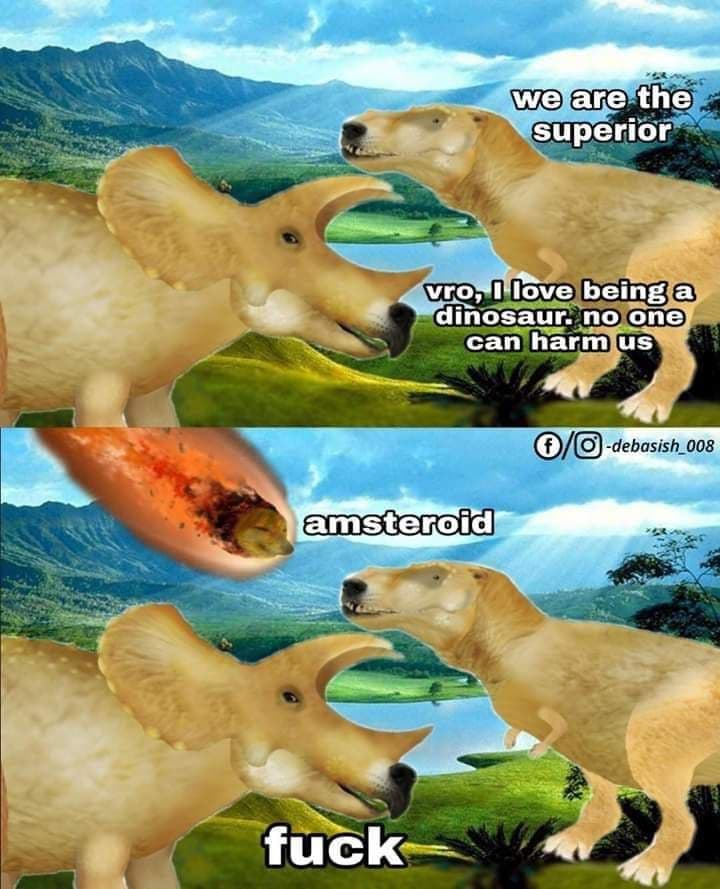 we are the
superior
vro, I love being a
dinosaur. no one
can harm us
-debasish_008
amsteroid
fuck